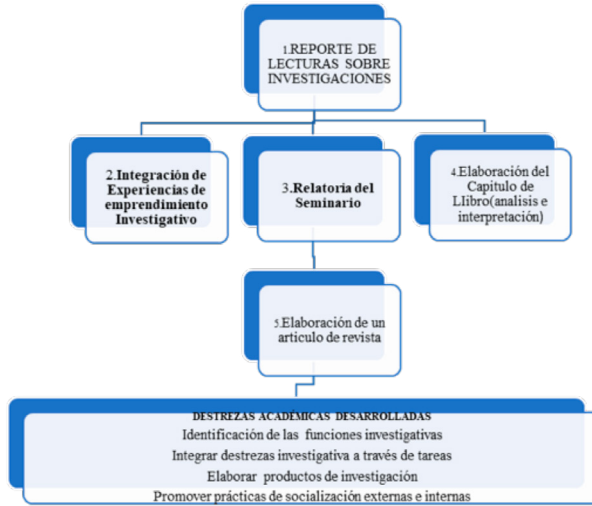 1.REPORTE DE
LECTURAS SOBRE
INVESTIGACIONES
2.Integración de
Experiencias de
emprendimiento
Investigativo
3.Relatoria del
Seminario
4.Elaboración del
Capitulo de
LIibro(analisis e
interpretación)
5.Elaboración de un
articulo de revista
DESTREZAS ACADÉMICAS DESARROLLADAS
Identificación de las funciones investigativas
Integrar destrezas investigativa a través de tareas
Elaborar productos de investigación
Promover prácticas de socialización externas e internas